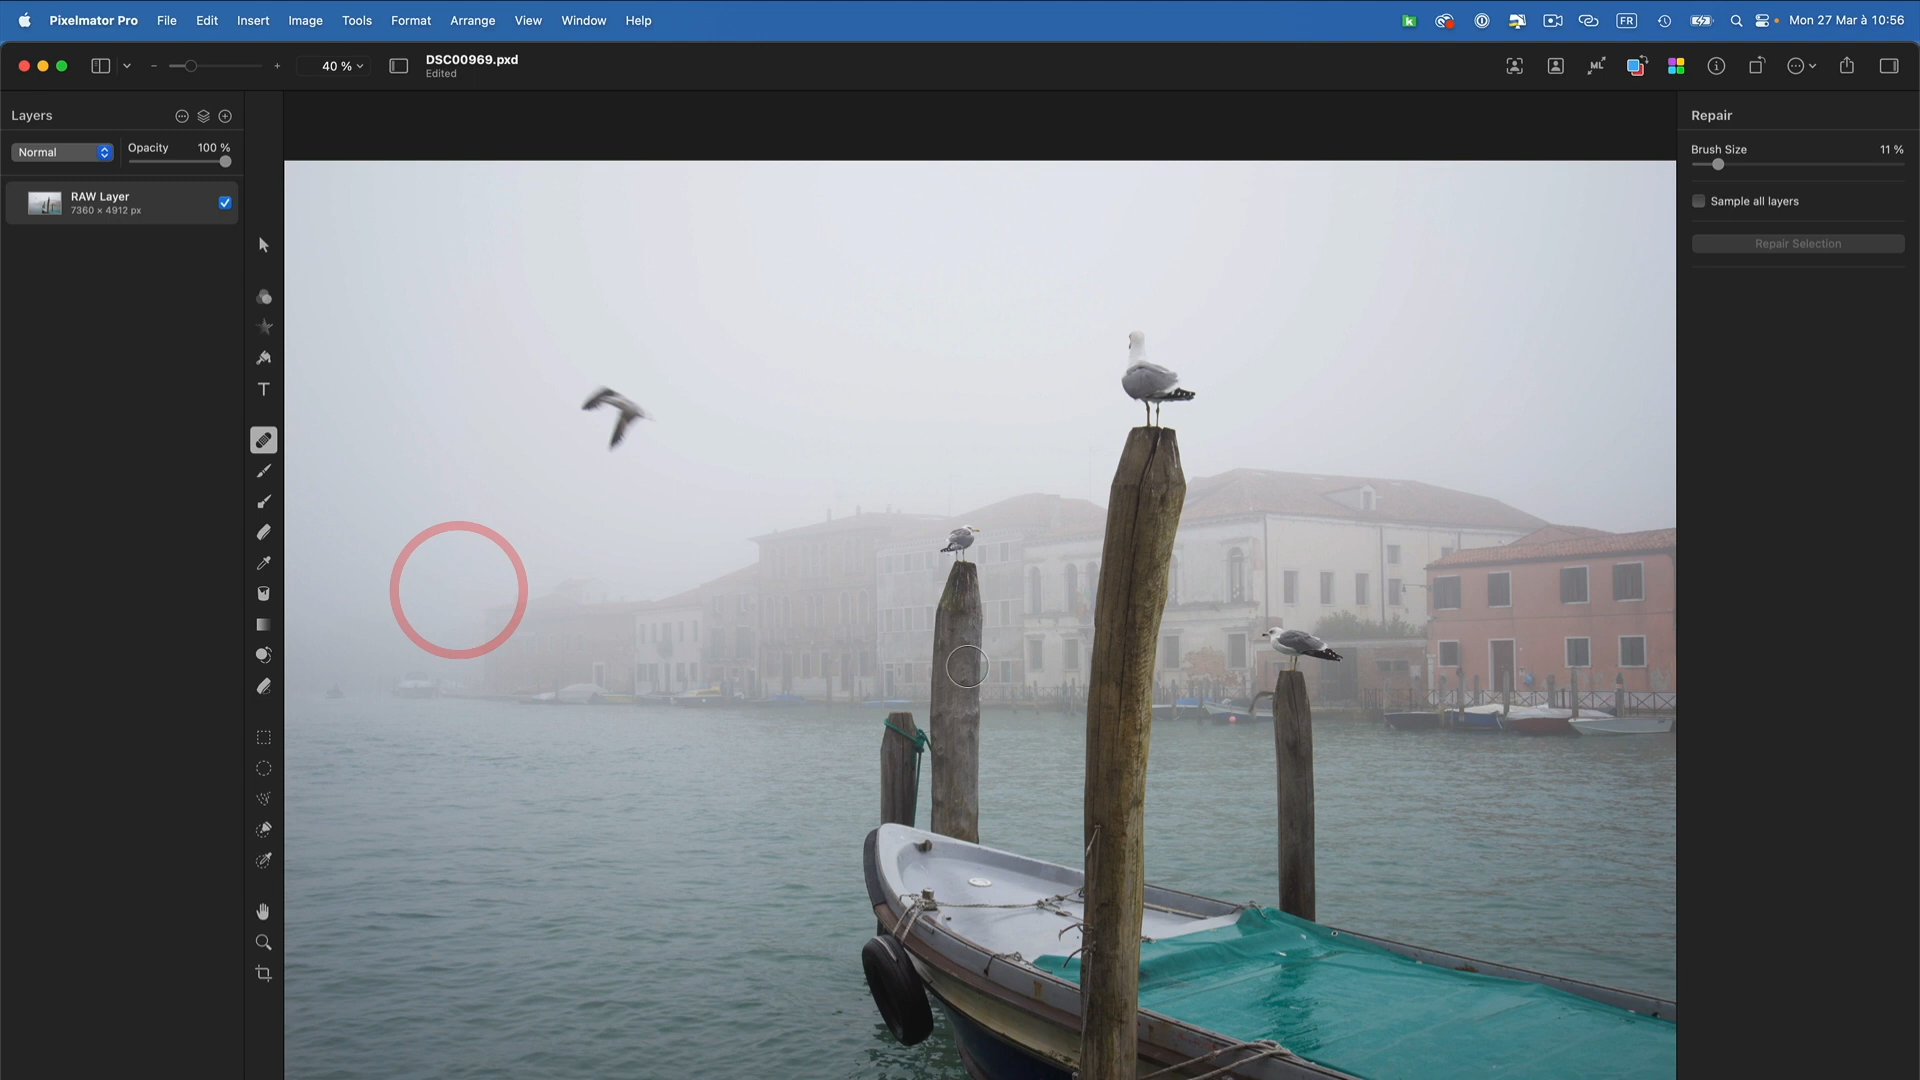 Pixelmator Pro File Edit Insert Image Tools Format Arrange View Window Help FR Mon 27 Mar à 10:56
40 % DSC00969.pxd
Edited
ML
Layers
Normal Opacity 100 %
RAW Layer
7360 × 4912 px
T
Repair
Brush Size 11 %
Sample all layers
Repair Selection